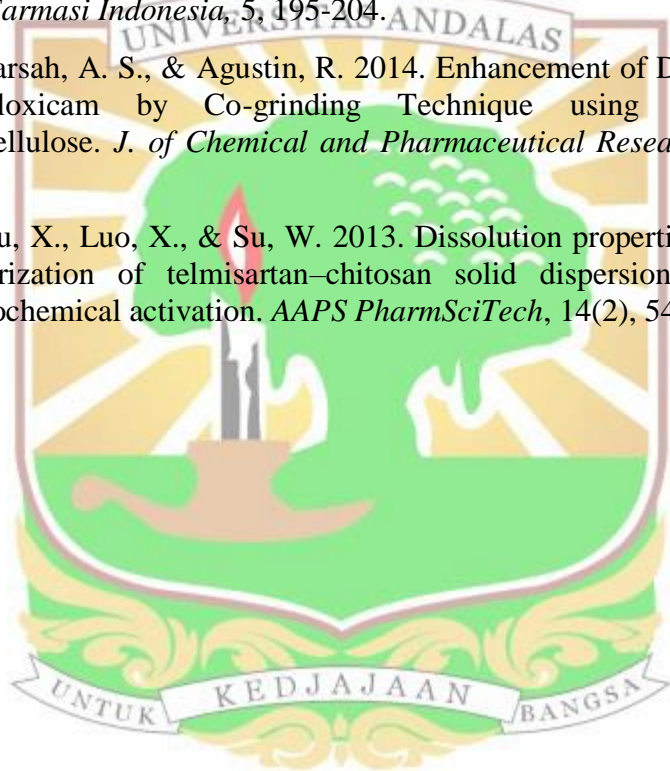 armasi Indonesia, 5, 195-204.
UNIVERSITAS ANDALAS
arsah, A. S., & Agustin, R. 2014. Enhancement of D
loxicam by Co-grinding Technique using
ellulose. J. of Chemical and Pharmaceutical Resea
u, X., Luo, X., & Su, W. 2013. Dissolution properti
rization of telmisartan–chitosan solid dispersion
ochemical activation. AAPS PharmSciTech, 14(2), 54
UNTUK KEDJAJAAN BANGSA